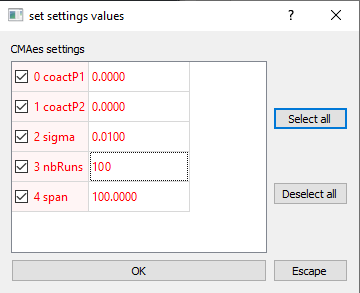 set settings values
CMAes settings
0 coactP1 0.0000
1 coactP2 0.0000
2 sigma 0.0100
3 nbRuns 100
4 span 100.0000
Select all
Deselect all
OK
Escape